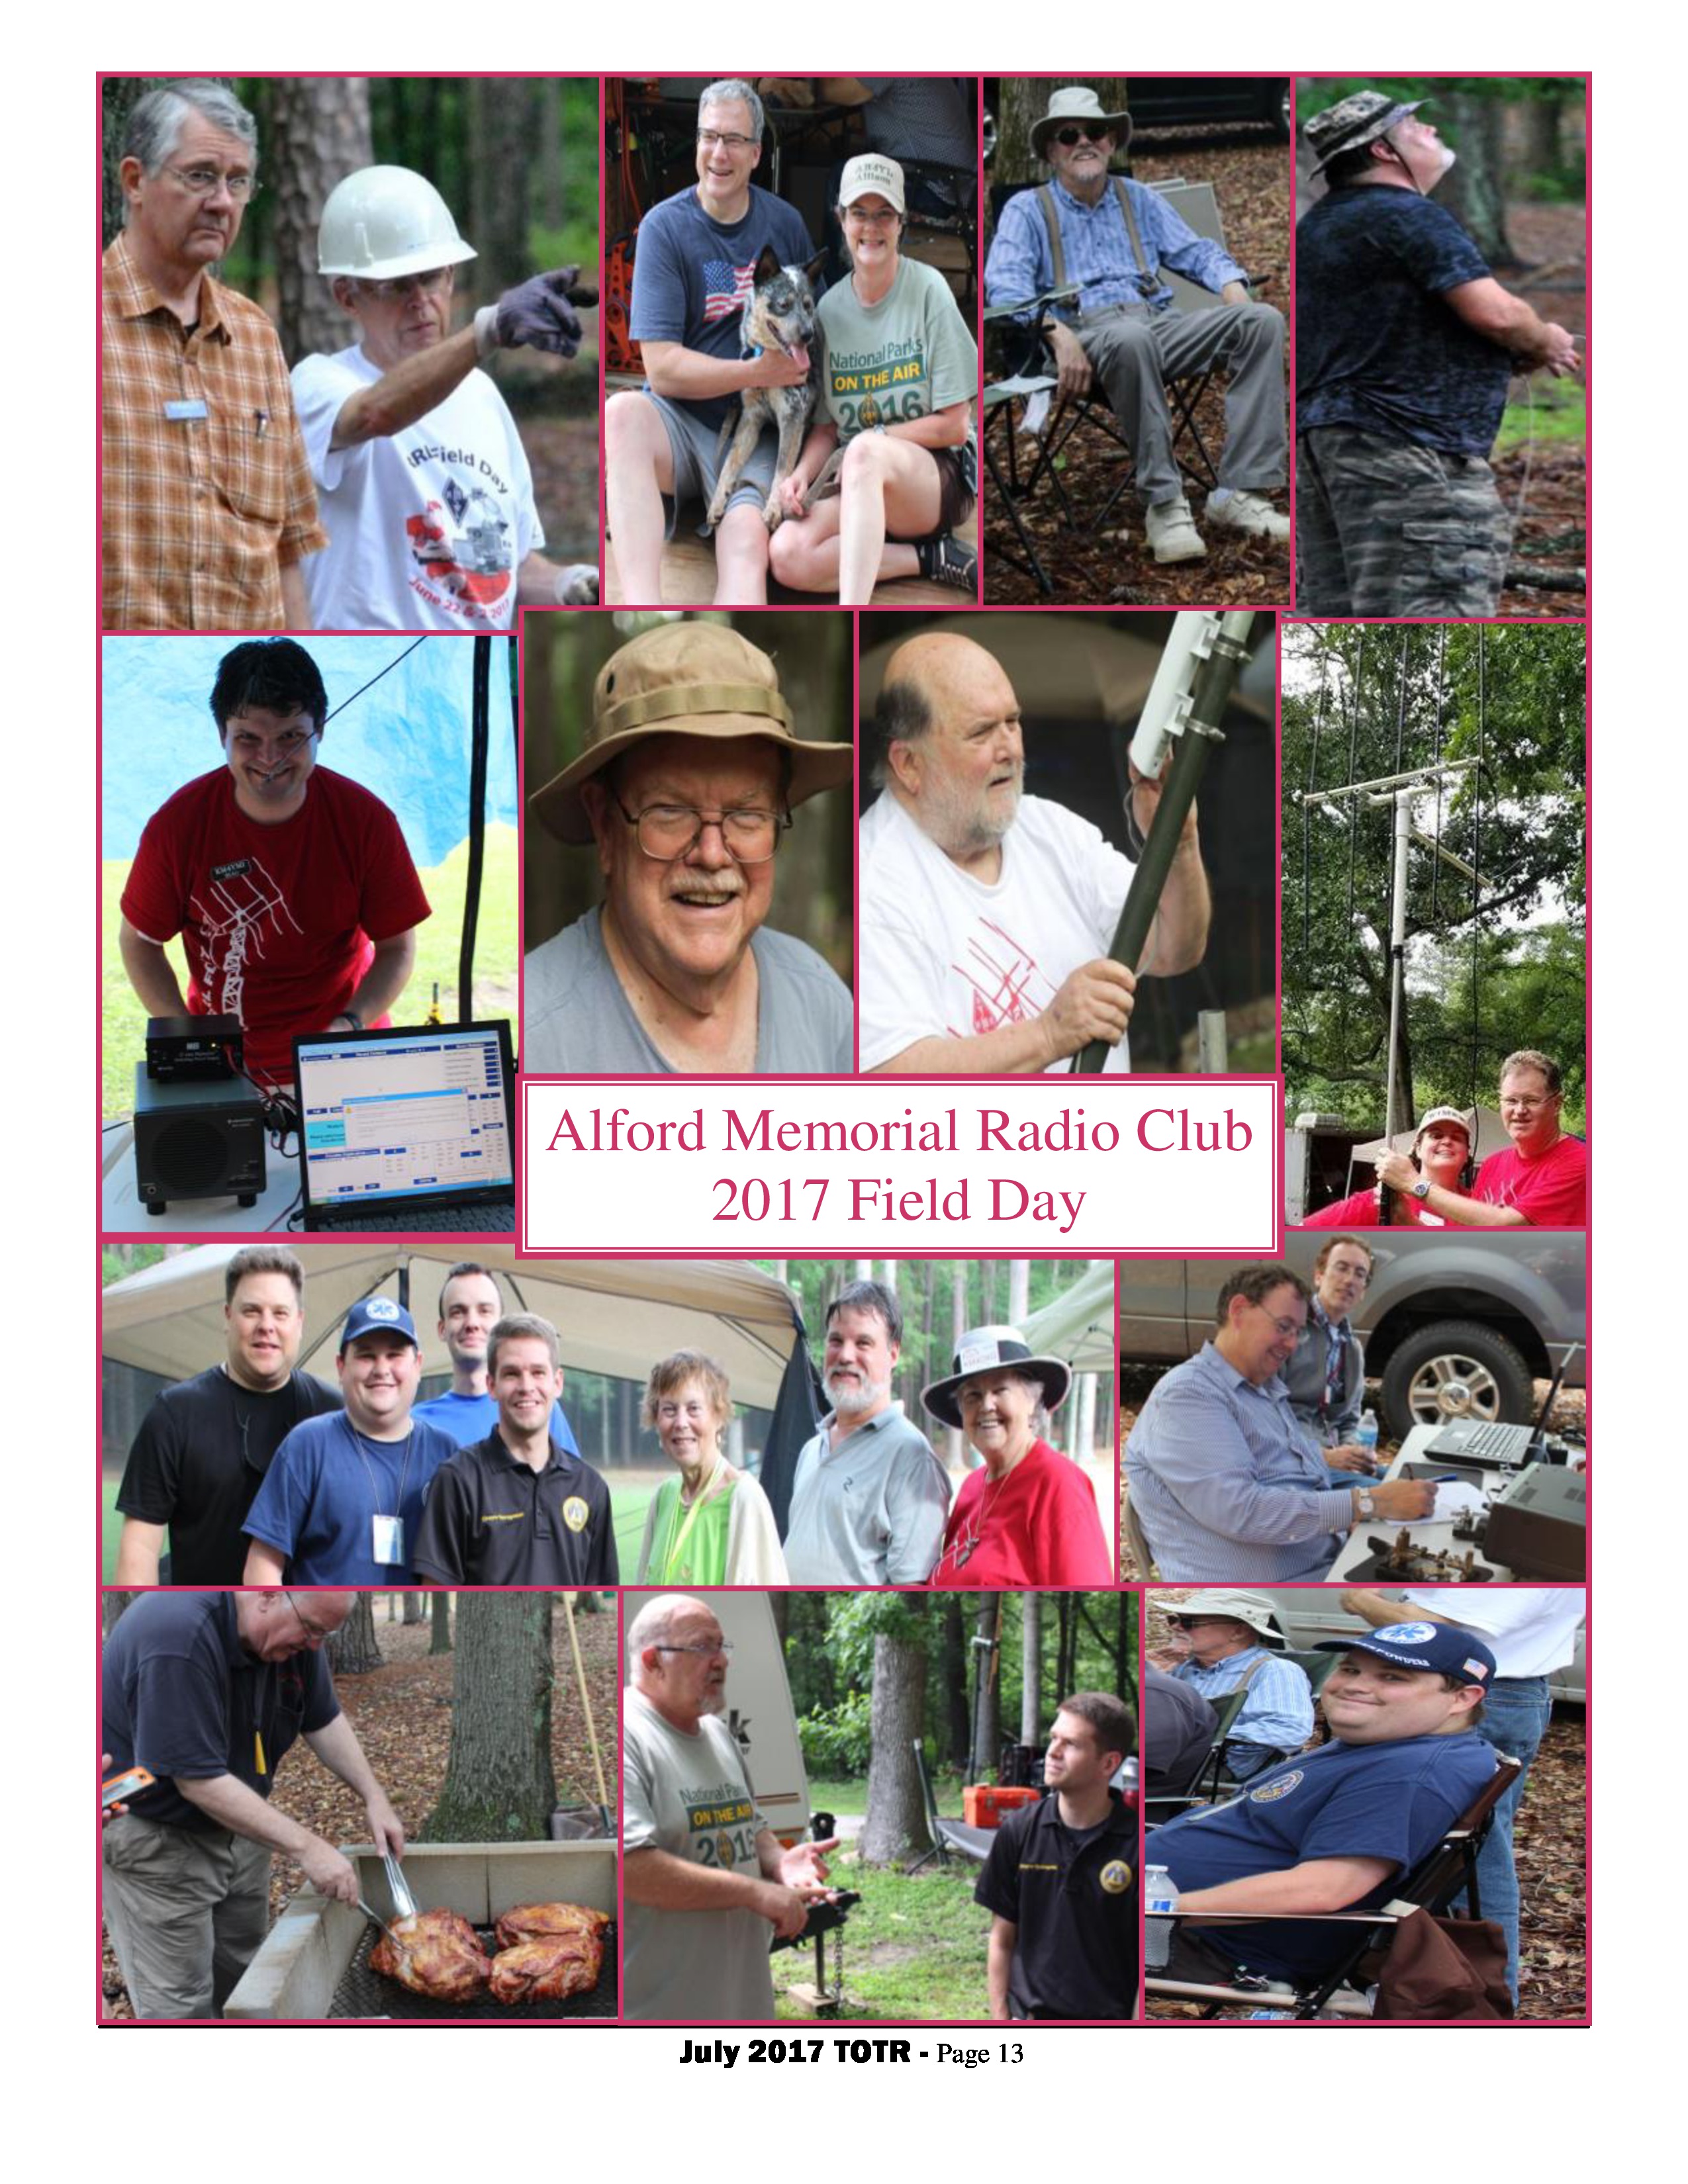 Field Day
National Parks
ON THE AIR
2016
Alford Memorial Radio Club
2017 Field Day
National
ON THE AIR
July 2017 TOTR - Page 13